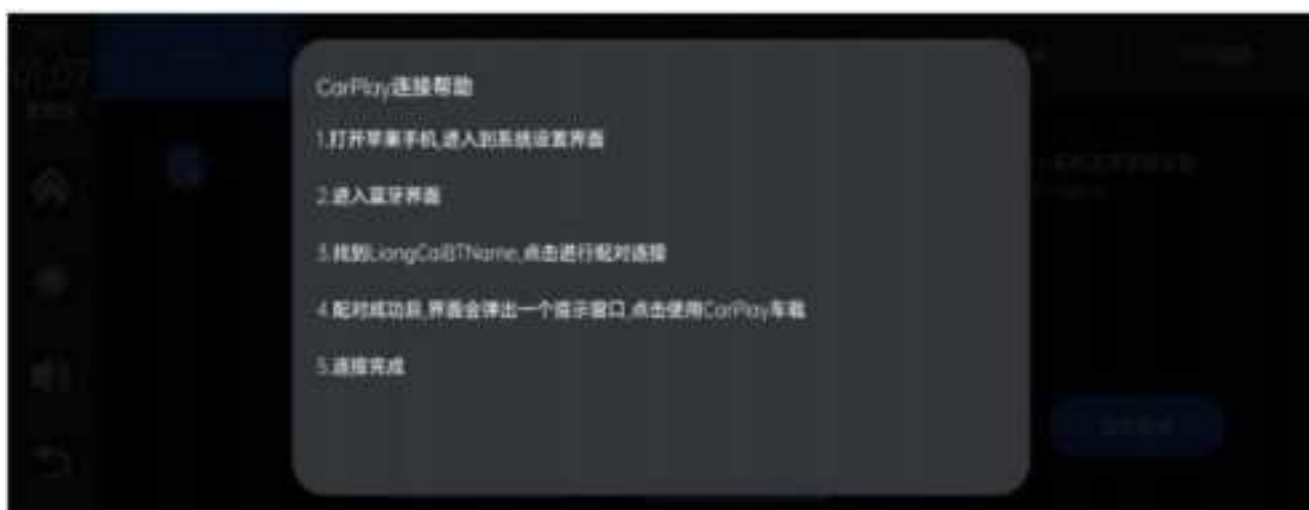 CarPlay连接帮助
1.打开苹果手机,进入到系统设置界面
2.进入蓝牙界面
3.找到LiangCaiBTName,点击进行配对连接
4.配对成功后,界面会弹出一个提示窗口,点击使用CarPlay车载
5.连接完成